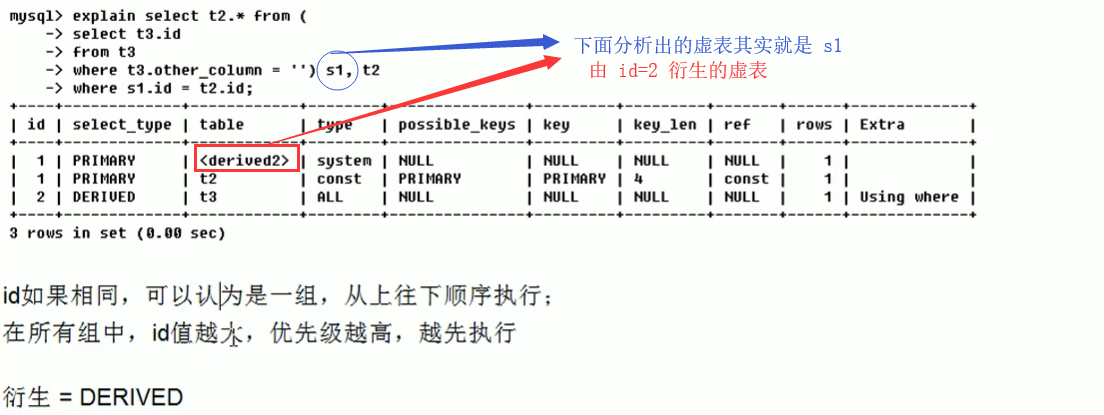 mysql> explain select t2.* from (
-> select t3.id
-> from t3
-> where t3.other_column = '') s1, t2
-> where s1.id = t2.id;
下面分析出的虚表其实就是 s1
由 id=2 衍生的虚表
+----+-------------+------------+--------+---------------+---------+---------+-------+------+-------------+
| id | select_type | table | type | possible_keys | key | key_len | ref | rows | Extra |
+----+-------------+------------+--------+---------------+---------+---------+-------+------+-------------+
| 1 | PRIMARY | <derived2> | system | NULL | NULL | NULL | NULL | 1 | |
| 1 | PRIMARY | t2 | const | PRIMARY | PRIMARY | 4 | const | 1 | |
| 2 | DERIVED | t3 | ALL | NULL | NULL | NULL | NULL | 1 | Using where |
+----+-------------+------------+--------+---------------+---------+---------+-------+------+-------------+
3 rows in set (0.00 sec)
id如果相同，可以认为是一组，从上往下顺序执行；
在所有组中，id值越大，优先级越高，越先执行
衍生 = DERIVED